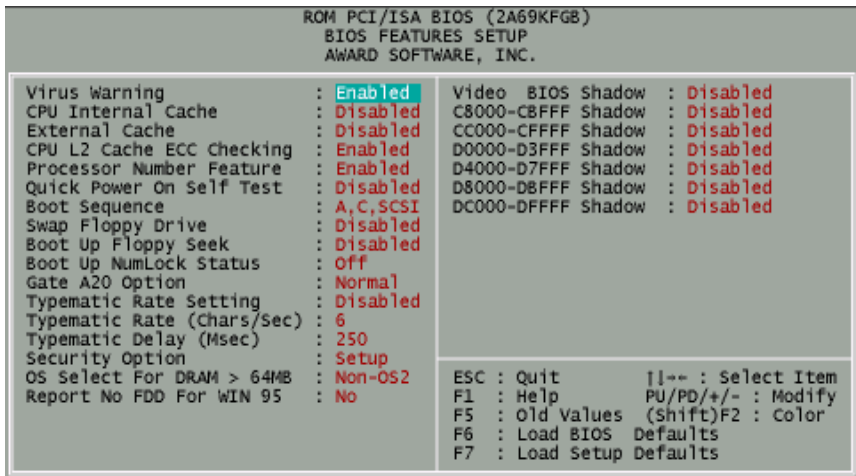 ROM PCI/ISA BIOS (2A69KFGB)
BIOS FEATURES SETUP
AWARD SOFTWARE, INC.
Virus Warning : Enabled
CPU Internal Cache : Disabled
External Cache : Disabled
CPU L2 Cache ECC Checking : Enabled
Processor Number Feature : Enabled
Quick Power On Self Test : Disabled
Boot Sequence : A,C,SCSI
Swap Floppy Drive : Disabled
Boot Up Floppy Seek : Disabled
Boot Up NumLock Status : Off
Gate A20 Option : Normal
Typematic Rate Setting : Disabled
Typematic Rate (Chars/Sec) : 6
Typematic Delay (Msec) : 250
Security Option : Setup
OS Select For DRAM > 64MB : Non-OS2
Report No FDD For WIN 95 : No
Video BIOS Shadow : Disabled
C8000-CBFFF Shadow : Disabled
CC000-CFFFF Shadow : Disabled
D0000-D3FFF Shadow : Disabled
D4000-D7FFF Shadow : Disabled
D8000-DBFFF Shadow : Disabled
DC000-DFFFF Shadow : Disabled
ESC : Quit ↑↓→← : Select Item
F1 : Help PU/PD/+/- : Modify
F5 : Old Values (Shift)F2 : Color
F6 : Load BIOS Defaults
F7 : Load Setup Defaults